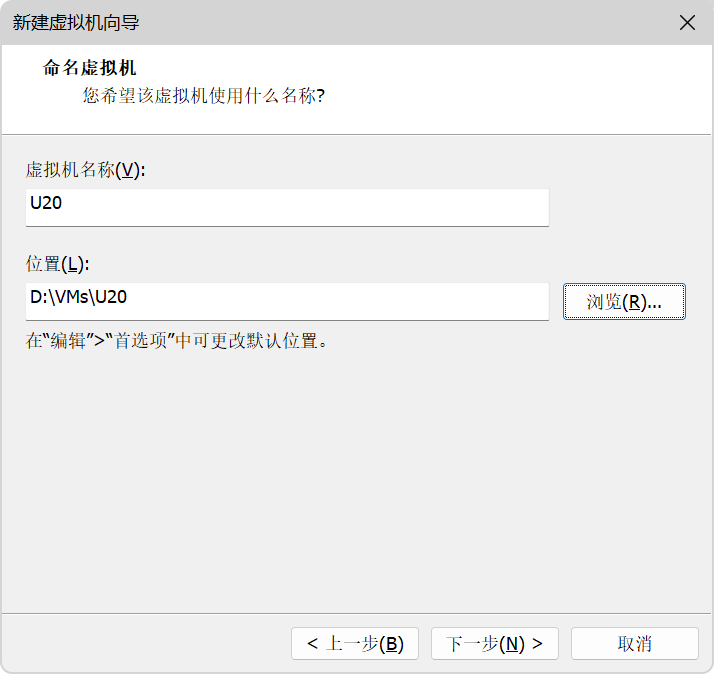 新建虚拟机向导
命名虚拟机
您希望该虚拟机使用什么名称?
虚拟机名称(V):
U20
位置(L):
D:\VMs\U20
浏览(R)...
在“编辑”>“首选项”中可更改默认位置。
< 上一步(B)
下一步(N) >
取消